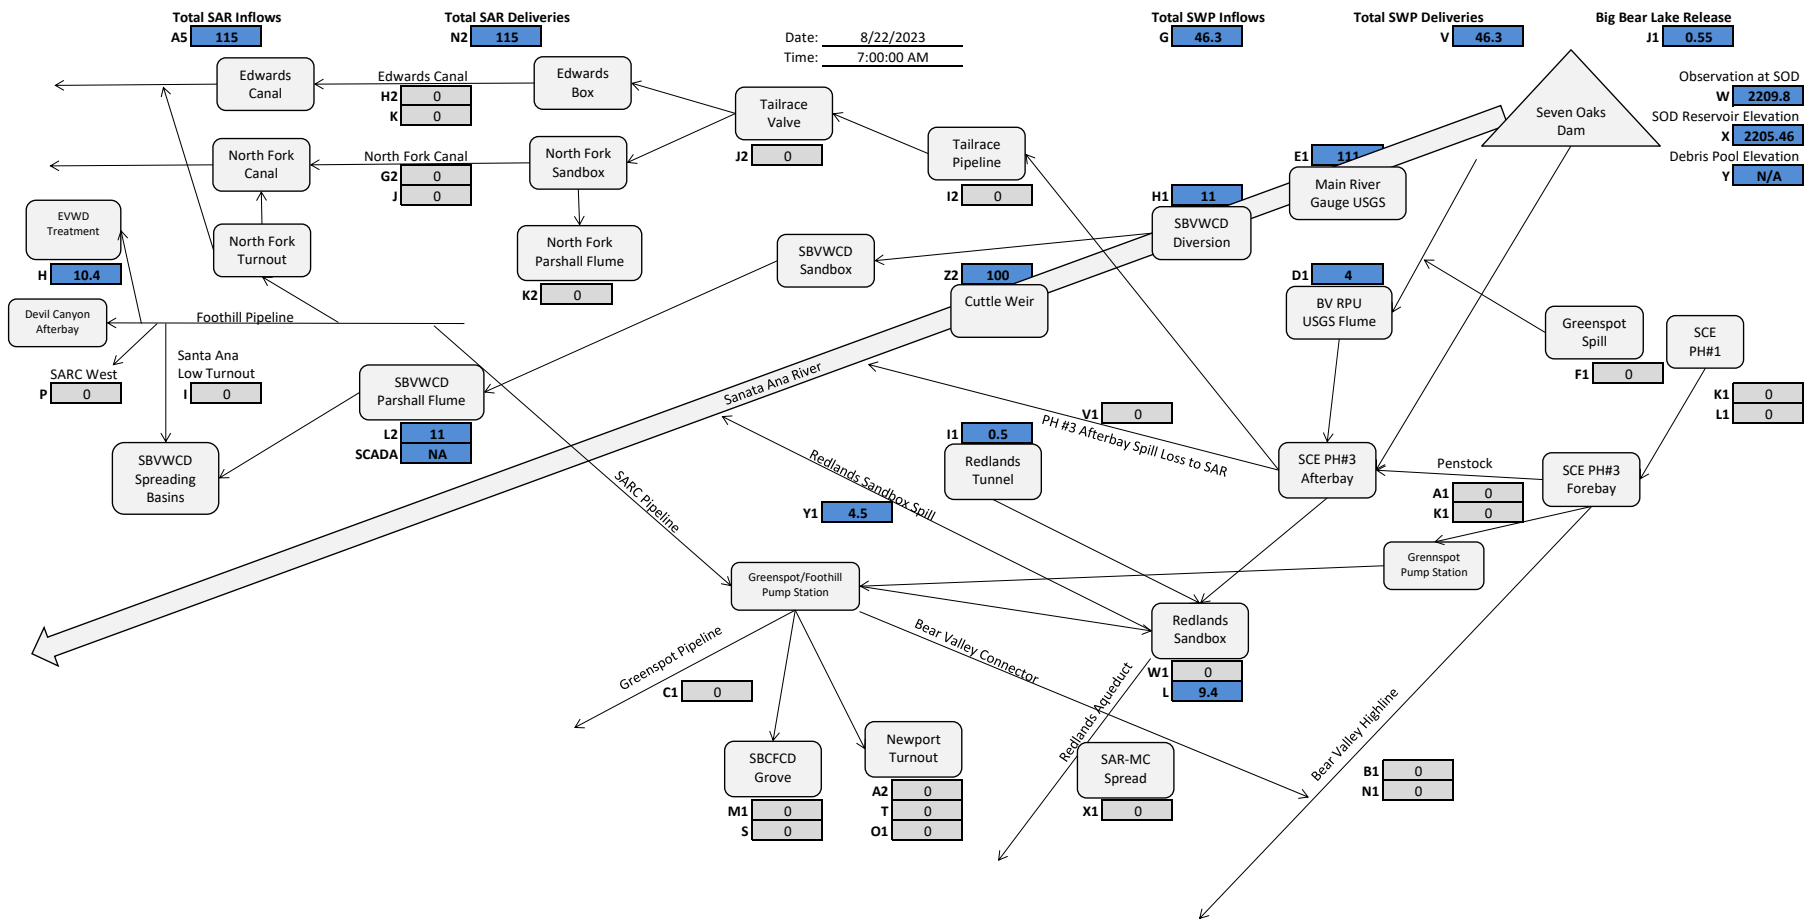 Total SAR Inflows
A5 115
Total SAR Deliveries
N2 115
Date: 8/22/2023
Time: 7:00:00 AM
Total SWP Inflows
G 46.3
Total SWP Deliveries
V 46.3
Big Bear Lake Release
J1 0.55
Observation at SOD
W 2209.8
SOD Reservoir Elevation
X 2205.46
Debris Pool Elevation
Y N/A
Seven Oaks
Dam
Edwards
Canal
Edwards Canal
H2 0
K 0
Edwards
Box
Tailrace
Valve
J2 0
Tailrace
Pipeline
I2 0
E1 111
Main River
Gauge USGS
H1 11
SBVWCD
Diversion
North Fork
Canal
North Fork Canal
G2 0
J 0
North Fork
Sandbox
EVWD
Treatment
H 10.4
North Fork
Turnout
North Fork
Parshall Flume
K2 0
SBVWCD
Sandbox
Z2 100
Cuttle Weir
D1 4
BV RPU
USGS Flume
Greenspot
Spill
F1 0
SCE
PH#1
K1 0
L1 0
Devil Canyon
Afterbay
Foothill Pipeline
SARC West
P 0
Santa Ana
Low Turnout
I 0
SBVWCD
Parshall Flume
L2 11
SCADA NA
SBVWCD
Spreading
Basins
Sanata Ana River
V1 0
PH #3 Afterbay Spill Loss to SAR
I1 0.5
Redlands
Tunnel
Redlands Sandbox Spill
Y1 4.5
SARC Pipeline
SCE PH#3
Afterbay
Penstock
A1 0
K1 0
SCE PH#3
Forebay
Grennspot
Pump Station
Greenspot/Foothill
Pump Station
Redlands
Sandbox
W1 0
L 9.4
Greenspot Pipeline
C1 0
Bear Valley Connector
Redlands Aqueduct
Bear Valley Highline
SBCFCD
Grove
M1 0
S 0
Newport
Turnout
A2 0
T 0
O1 0
SAR-MC
Spread
X1 0
B1 0
N1 0